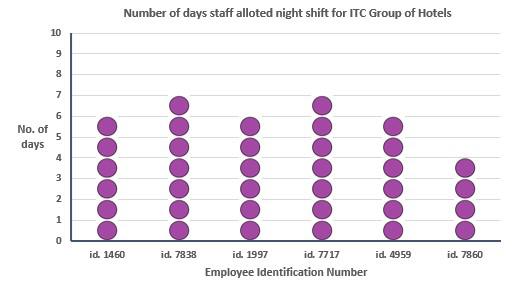 Number of days staff alloted night shift for ITC Group of Hotels
10
9
8
7
6
5
4
3
2
1
0
No. of
days
id. 1460 id. 7838 id. 1997 id. 7717 id. 4959 id. 7860
Employee Identification Number